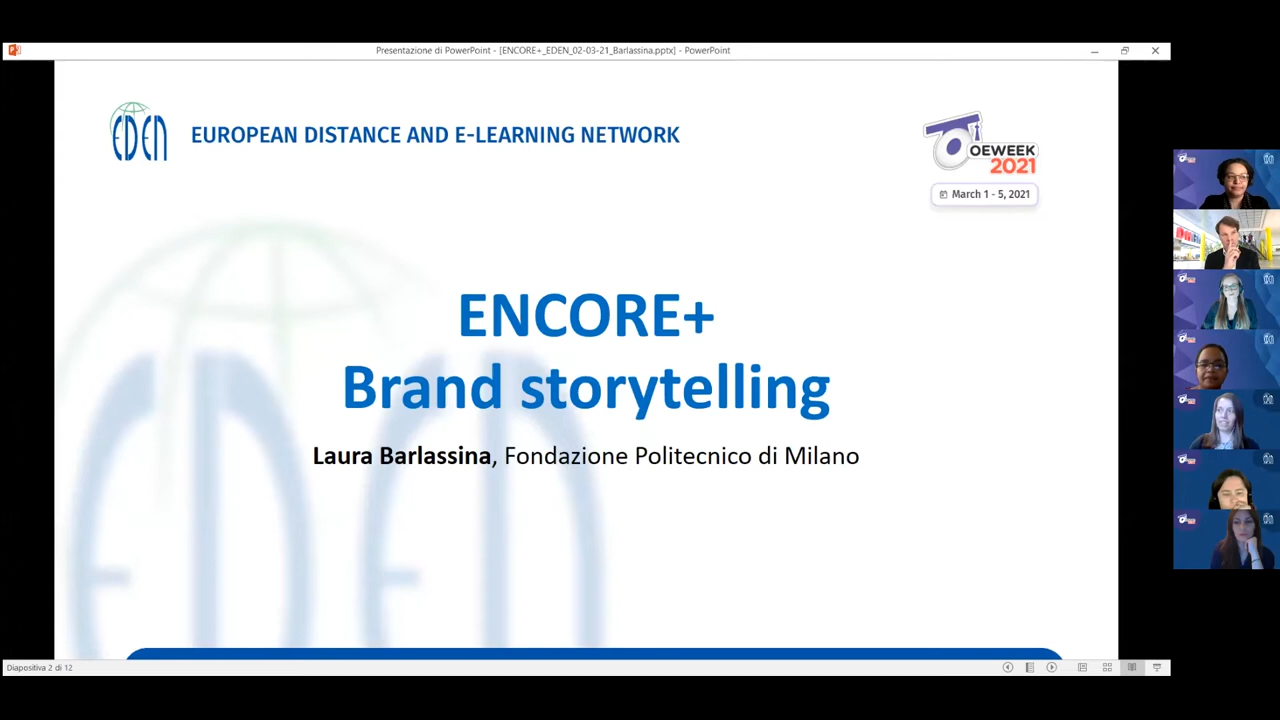 Presentazione di PowerPoint - [ENCORE+_EDEN_02-03-21_Barlassina.pptx] - PowerPoint
EDEN
EUROPEAN DISTANCE AND E-LEARNING NETWORK
OEWEEK
2021
March 1 - 5, 2021
ENCORE+
Brand storytelling
Laura Barlassina, Fondazione Politecnico di Milano
Diapositiva 2 di 12